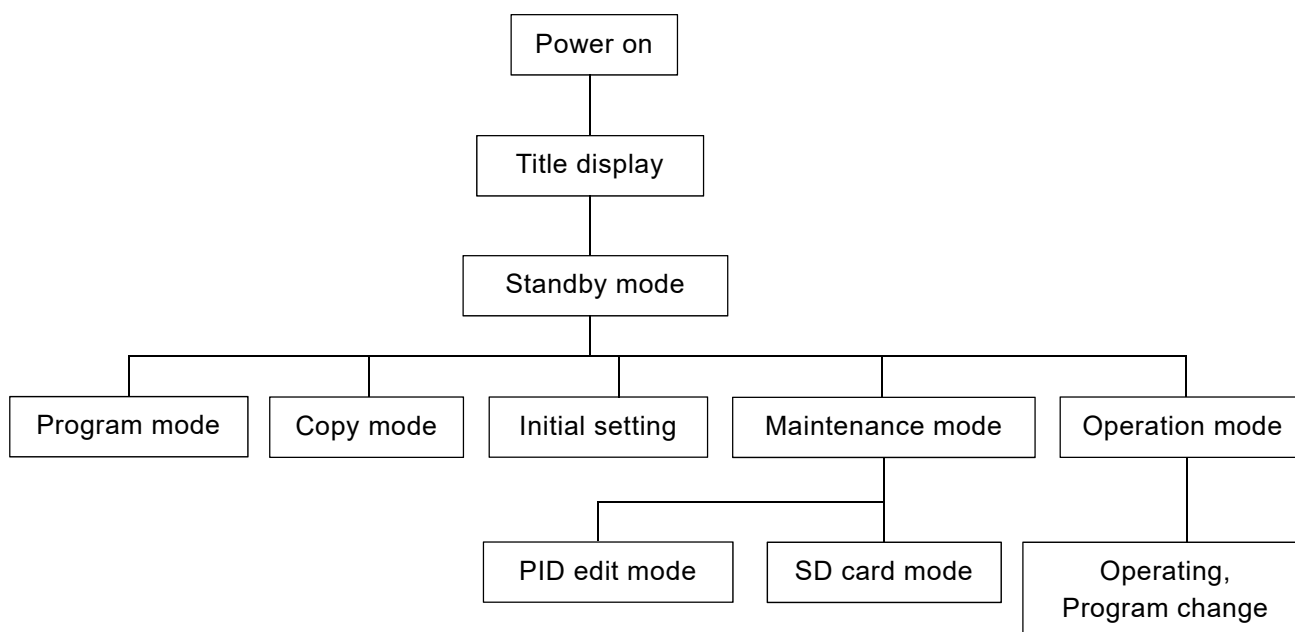 Power on
Title display
Standby mode
Program mode
Copy mode
Initial setting
Maintenance mode
Operation mode
PID edit mode
SD card mode
Operating,
Program change